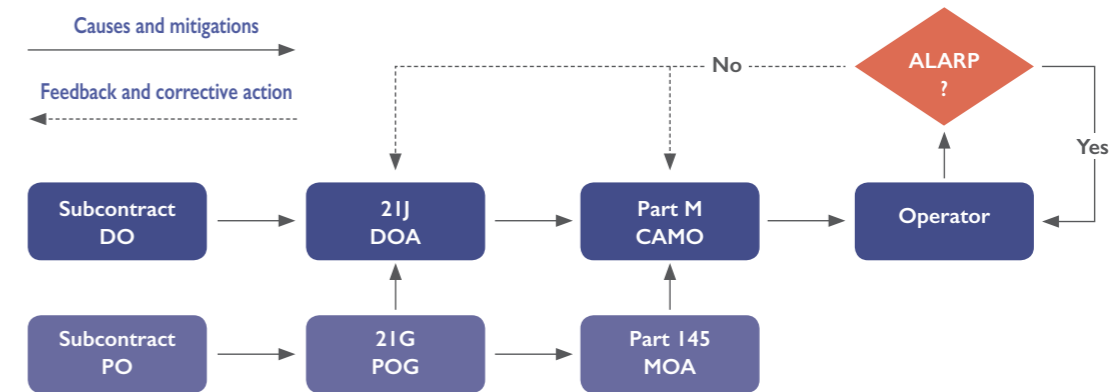 Causes and mitigations
Feedback and corrective action
No
ALARP
?
Yes
Subcontract
DO
21J
DOA
Part M
CAMO
Operator
Subcontract
PO
21G
POG
Part 145
MOA